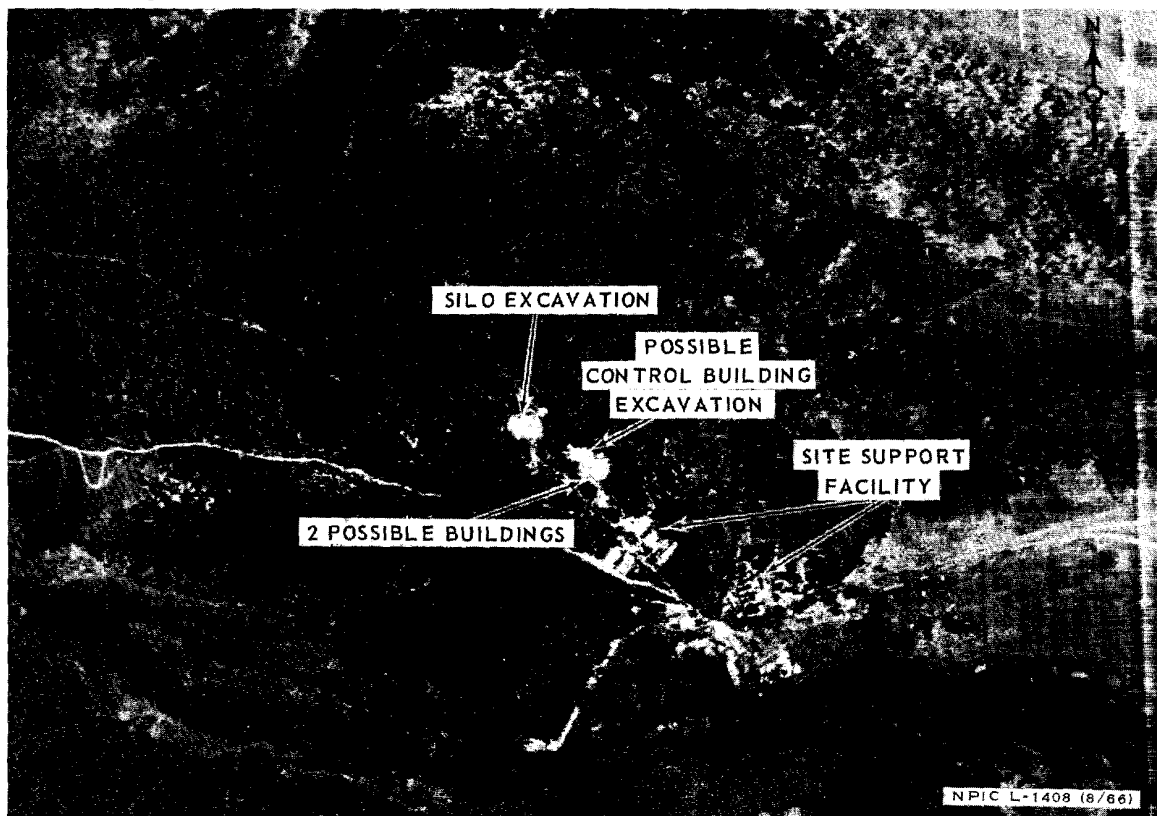 N
SILO EXCAVATION
POSSIBLE
CONTROL BUILDING
EXCAVATION
SITE SUPPORT
FACILITY
2 POSSIBLE BUILDINGS
NPIC L-1408 (8/66)